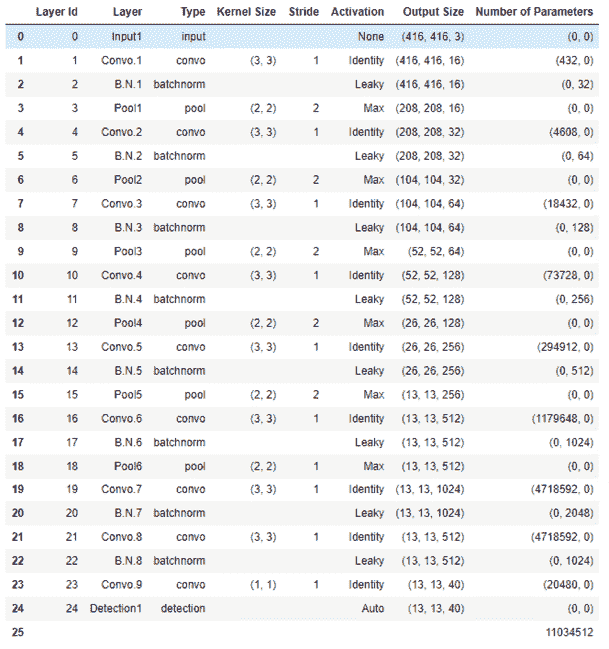 Layer Id Layer Type Kernel Size Stride Activation Output Size Number of Parameters
0 0 Input1 input None (416, 416, 3) (0, 0)
1 1 Convo.1 convo (3, 3) 1 Identity (416, 416, 16) (432, 0)
2 2 B.N.1 batchnorm Leaky (416, 416, 16) (0, 32)
3 3 Pool1 pool (2, 2) 2 Max (208, 208, 16) (0, 0)
4 4 Convo.2 convo (3, 3) 1 Identity (208, 208, 32) (4608, 0)
5 5 B.N.2 batchnorm Leaky (208, 208, 32) (0, 64)
6 6 Pool2 pool (2, 2) 2 Max (104, 104, 32) (0, 0)
7 7 Convo.3 convo (3, 3) 1 Identity (104, 104, 64) (18432, 0)
8 8 B.N.3 batchnorm Leaky (104, 104, 64) (0, 128)
9 9 Pool3 pool (2, 2) 2 Max (52, 52, 64) (0, 0)
10 10 Convo.4 convo (3, 3) 1 Identity (52, 52, 128) (73728, 0)
11 11 B.N.4 batchnorm Leaky (52, 52, 128) (0, 256)
12 12 Pool4 pool (2, 2) 2 Max (26, 26, 128) (0, 0)
13 13 Convo.5 convo (3, 3) 1 Identity (26, 26, 256) (294912, 0)
14 14 B.N.5 batchnorm Leaky (26, 26, 256) (0, 512)
15 15 Pool5 pool (2, 2) 2 Max (13, 13, 256) (0, 0)
16 16 Convo.6 convo (3, 3) 1 Identity (13, 13, 512) (1179648, 0)
17 17 B.N.6 batchnorm Leaky (13, 13, 512) (0, 1024)
18 18 Pool6 pool (2, 2) 1 Max (13, 13, 512) (0, 0)
19 19 Convo.7 convo (3, 3) 1 Identity (13, 13, 1024) (4718592, 0)
20 20 B.N.7 batchnorm Leaky (13, 13, 1024) (0, 2048)
21 21 Convo.8 convo (3, 3) 1 Identity (13, 13, 512) (4718592, 0)
22 22 B.N.8 batchnorm Leaky (13, 13, 512) (0, 1024)
23 23 Convo.9 convo (1, 1) 1 Identity (13, 13, 40) (20480, 0)
24 24 Detection1 detection Auto (13, 13, 40) (0, 0)
25 11034512